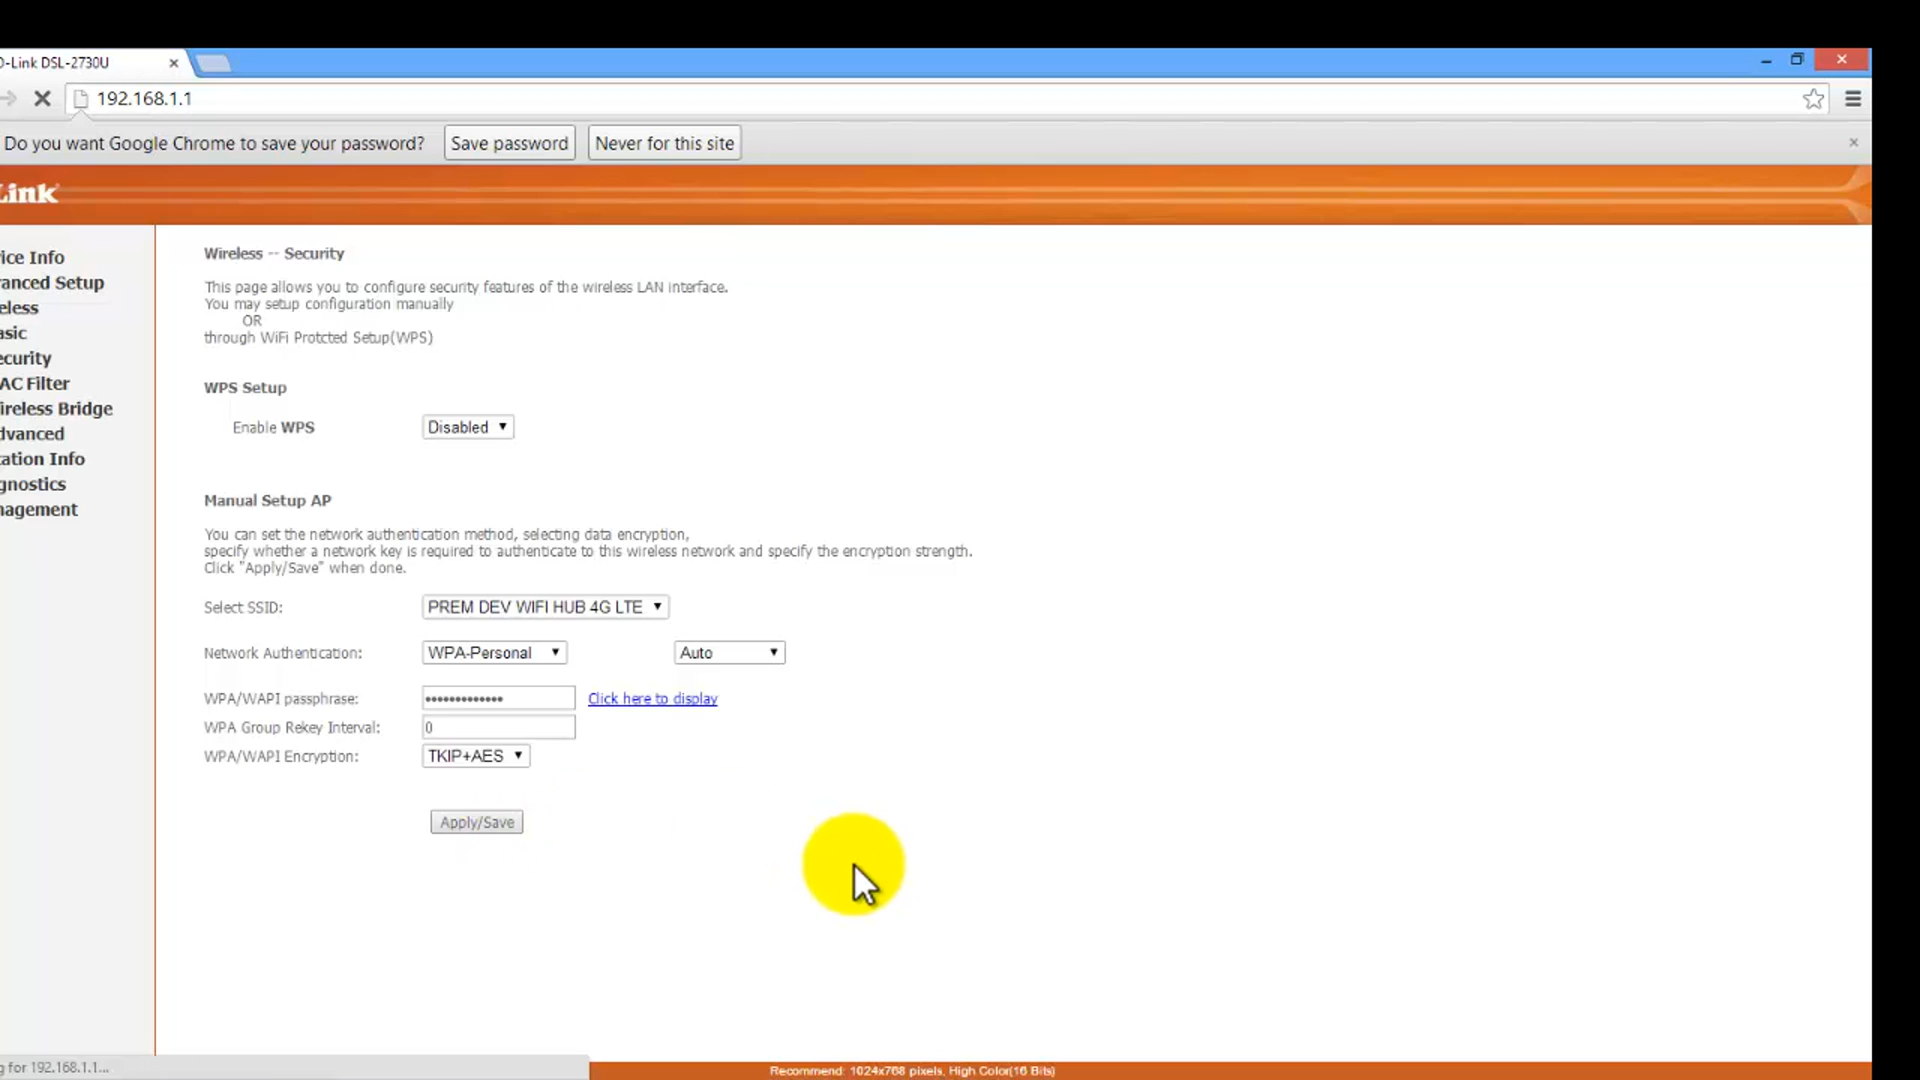 D-Link DSL-2730U
192.168.1.1
Do you want Google Chrome to save your password? Save password Never for this site
Link
ice Info
anced Setup
eless
asic
ecurity
AC Filter
ireless Bridge
dvanced
ation Info
gnostics
nagement
Wireless -- Security
This page allows you to configure security features of the wireless LAN interface.
You may setup configuration manually
OR
through WiFi Protcted Setup(WPS)
WPS Setup
Enable WPS Disabled
Manual Setup AP
You can set the network authentication method, selecting data encryption,
specify whether a network key is required to authenticate to this wireless network and specify the encryption strength.
Click "Apply/Save" when done.
Select SSID: PREM DEV WIFI HUB 4G LTE
Network Authentication: WPA-Personal Auto
WPA/WAPI passphrase: ••••••••••••• Click here to display
WPA Group Rekey Interval: 0
WPA/WAPI Encryption: TKIP+AES
Apply/Save
g for 192.168.1.1...
Recommend: 1024x768 pixels, High Color(16 Bits)